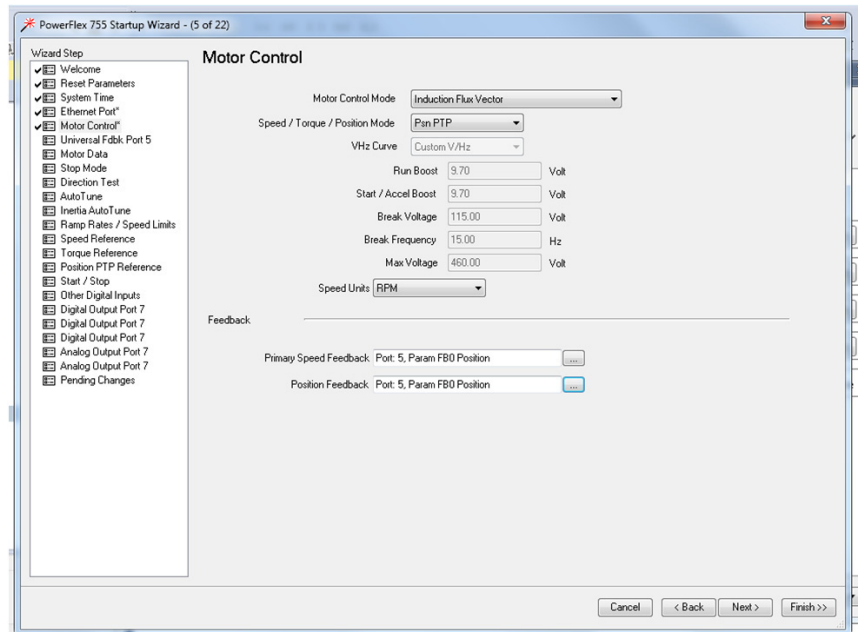 PowerFlex 755 Startup Wizard - (5 of 22)
Wizard Step
Welcome
Reset Parameters
System Time
Ethernet Port*
Motor Control*
Universal Fdbk Port 5
Motor Data
Stop Mode
Direction Test
AutoTune
Inertia AutoTune
Ramp Rates / Speed Limits
Speed Reference
Torque Reference
Position PTP Reference
Start / Stop
Other Digital Inputs
Digital Output Port 7
Digital Output Port 7
Digital Output Port 7
Analog Output Port 7
Analog Output Port 7
Pending Changes
Motor Control
Motor Control Mode Induction Flux Vector
Speed / Torque / Position Mode Psn PTP
VHz Curve Custom V/Hz
Run Boost 9.70 Volt
Start / Accel Boost 9.70 Volt
Break Voltage 115.00 Volt
Break Frequency 15.00 Hz
Max Voltage 460.00 Volt
Speed Units RPM
Feedback
Primary Speed Feedback Port: 5, Param FB0 Position ...
Position Feedback Port: 5, Param FB0 Position ...
Cancel < Back Next > Finish >>